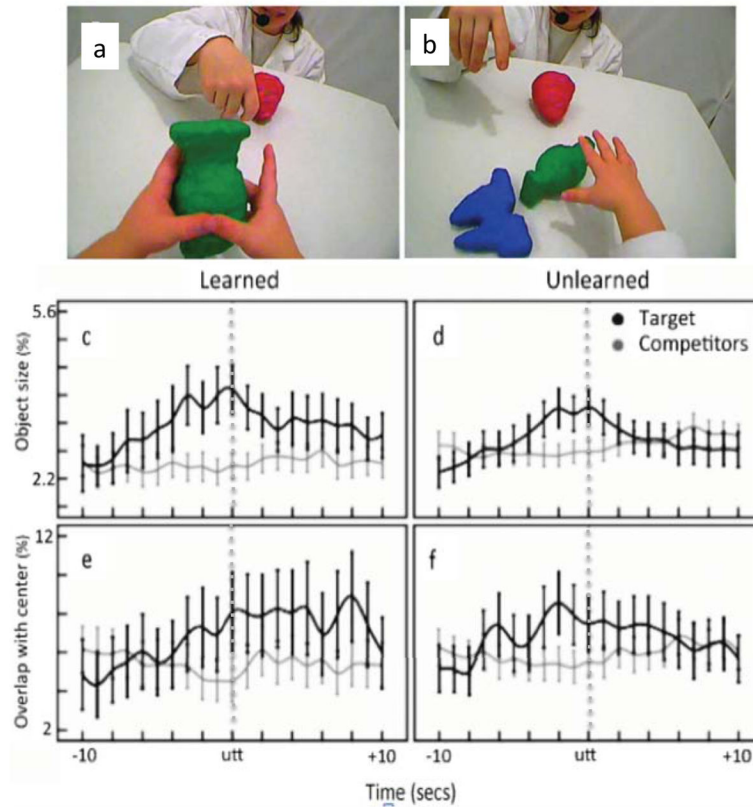 a
b
Learned
Unlearned
5.6
Object size (%)
2.2
c
d
Target
Competitors
12
Overlap with center (%)
2
e
f
-10
utt
+10
-10
utt
+10
Time (secs)